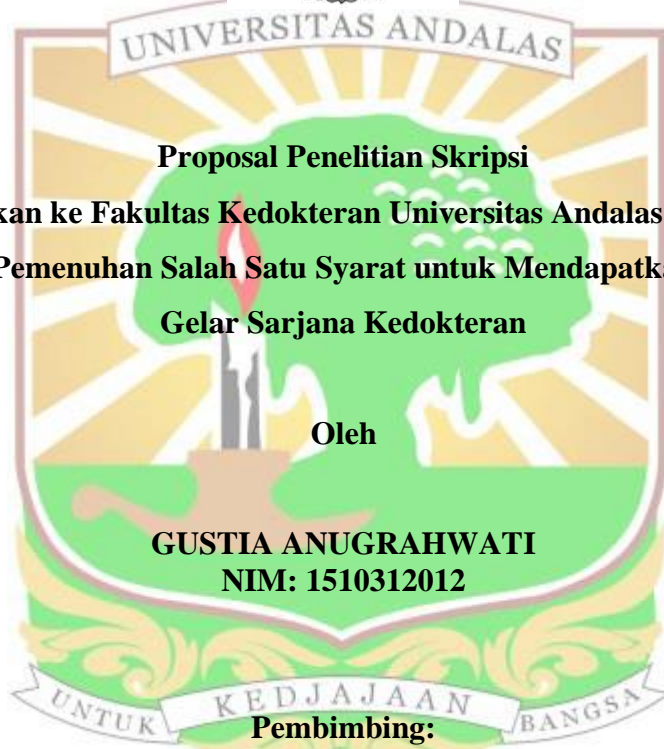 UNIVERSITAS ANDALAS
Proposal Penelitian Skripsi
kan ke Fakultas Kedokteran Universitas Andalas
Pemenuhan Salah Satu Syarat untuk Mendapatka
Gelar Sarjana Kedokteran
Oleh
GUSTIA ANUGRAHWATI
NIM: 1510312012
UNTUK KEDJAJAAN BANGSA
Pembimbing: